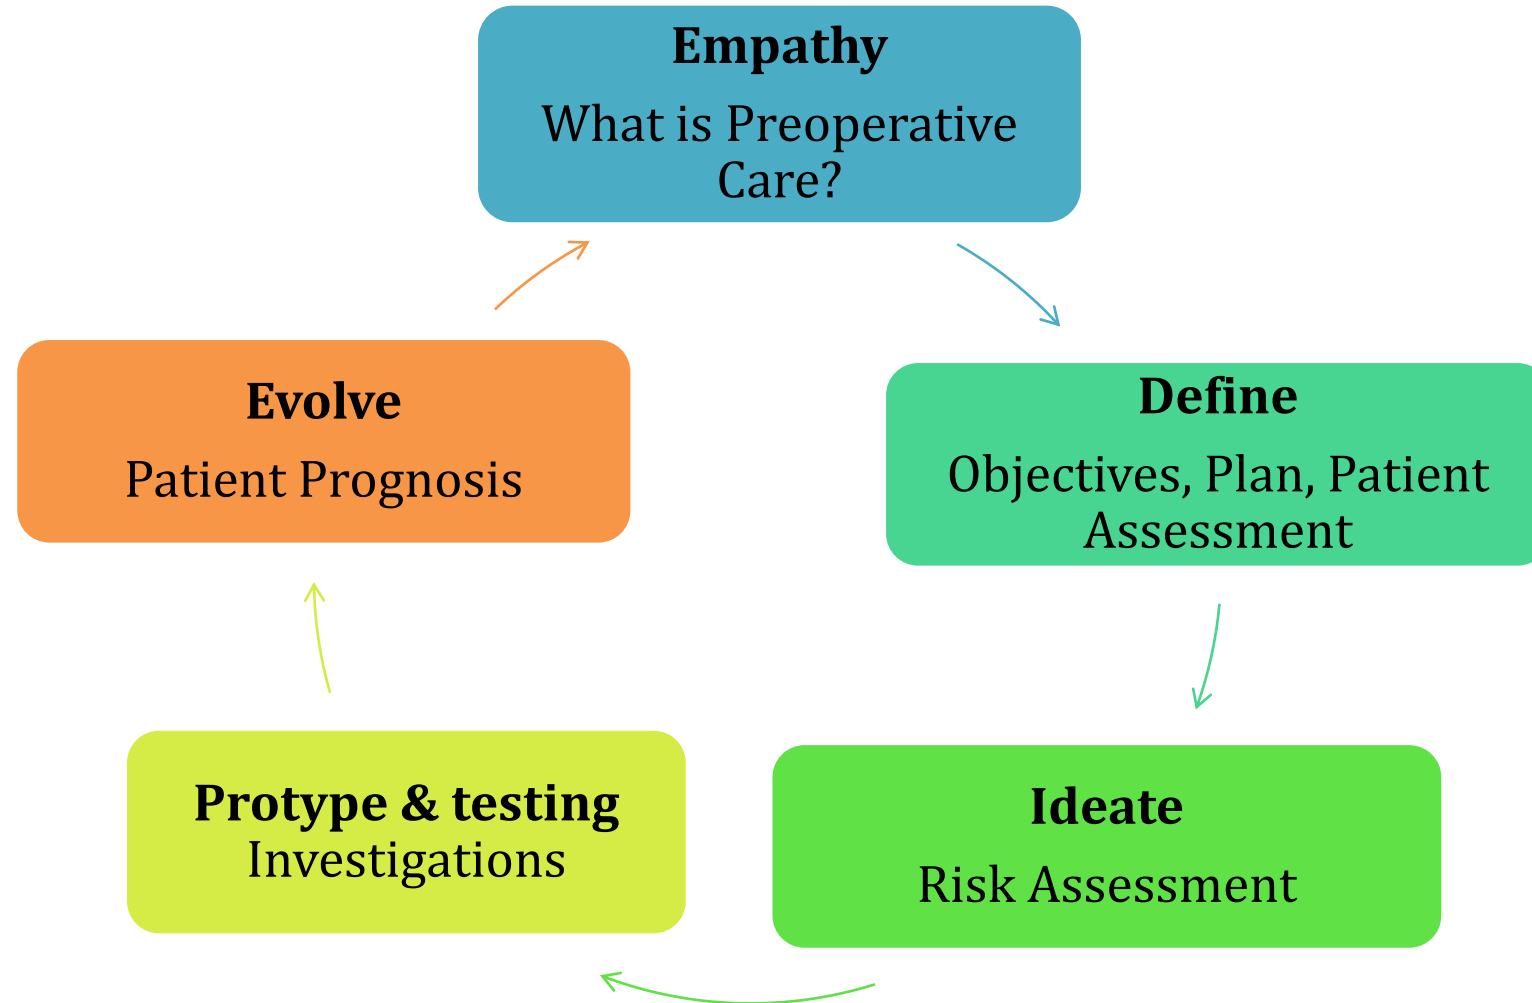 Empathy
What is Preoperative
Care?
Define
Objectives, Plan, Patient
Assessment
Ideate
Risk Assessment
Protype & testing
Investigations
Evolve
Patient Prognosis